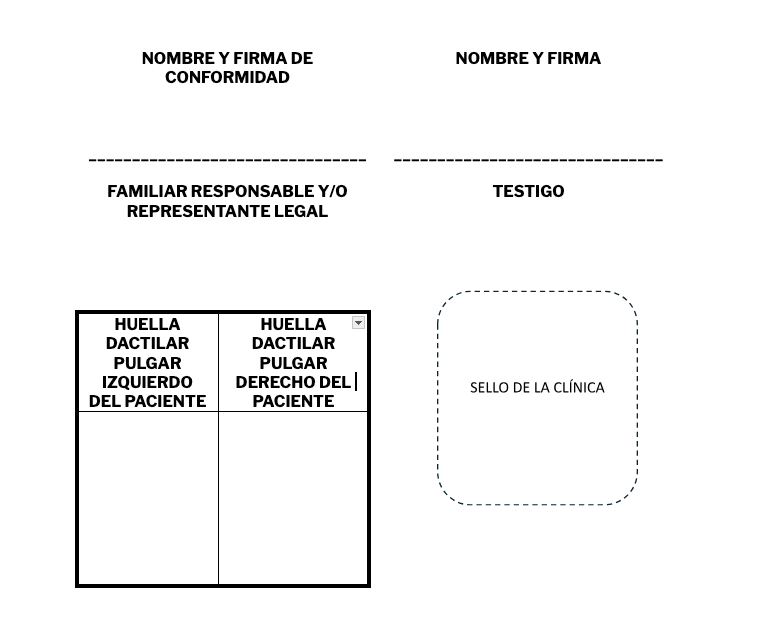 NOMBRE Y FIRMA DE
CONFORMIDAD
NOMBRE Y FIRMA
FAMILIAR RESPONSABLE Y/O
REPRESENTANTE LEGAL
TESTIGO
HUELLA
DACTILAR
PULGAR
IZQUIERDO
DEL PACIENTE
HUELLA
DACTILAR
PULGAR
DERECHO DEL
PACIENTE
SELLO DE LA CLÍNICA